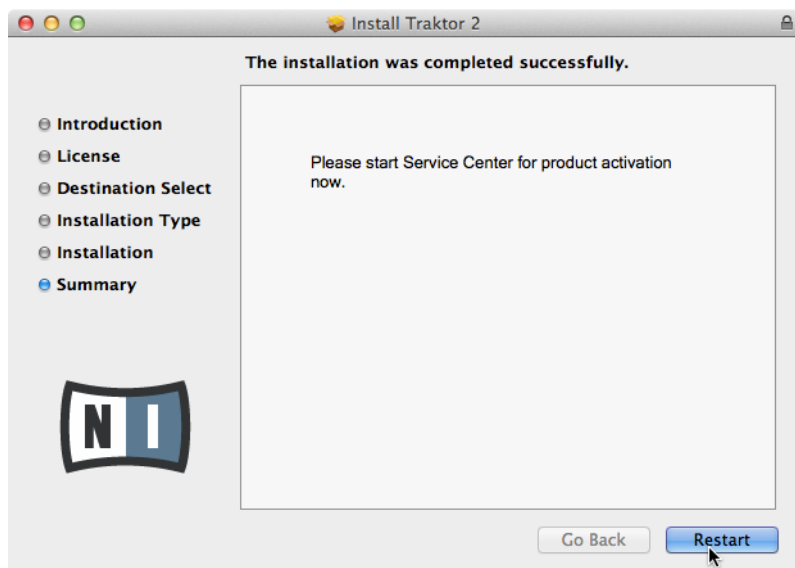 Install Traktor 2
The installation was completed successfully.
Introduction
License
Destination Select
Installation Type
Installation
Summary
Please start Service Center for product activation
now.
NI
Go Back
Restart